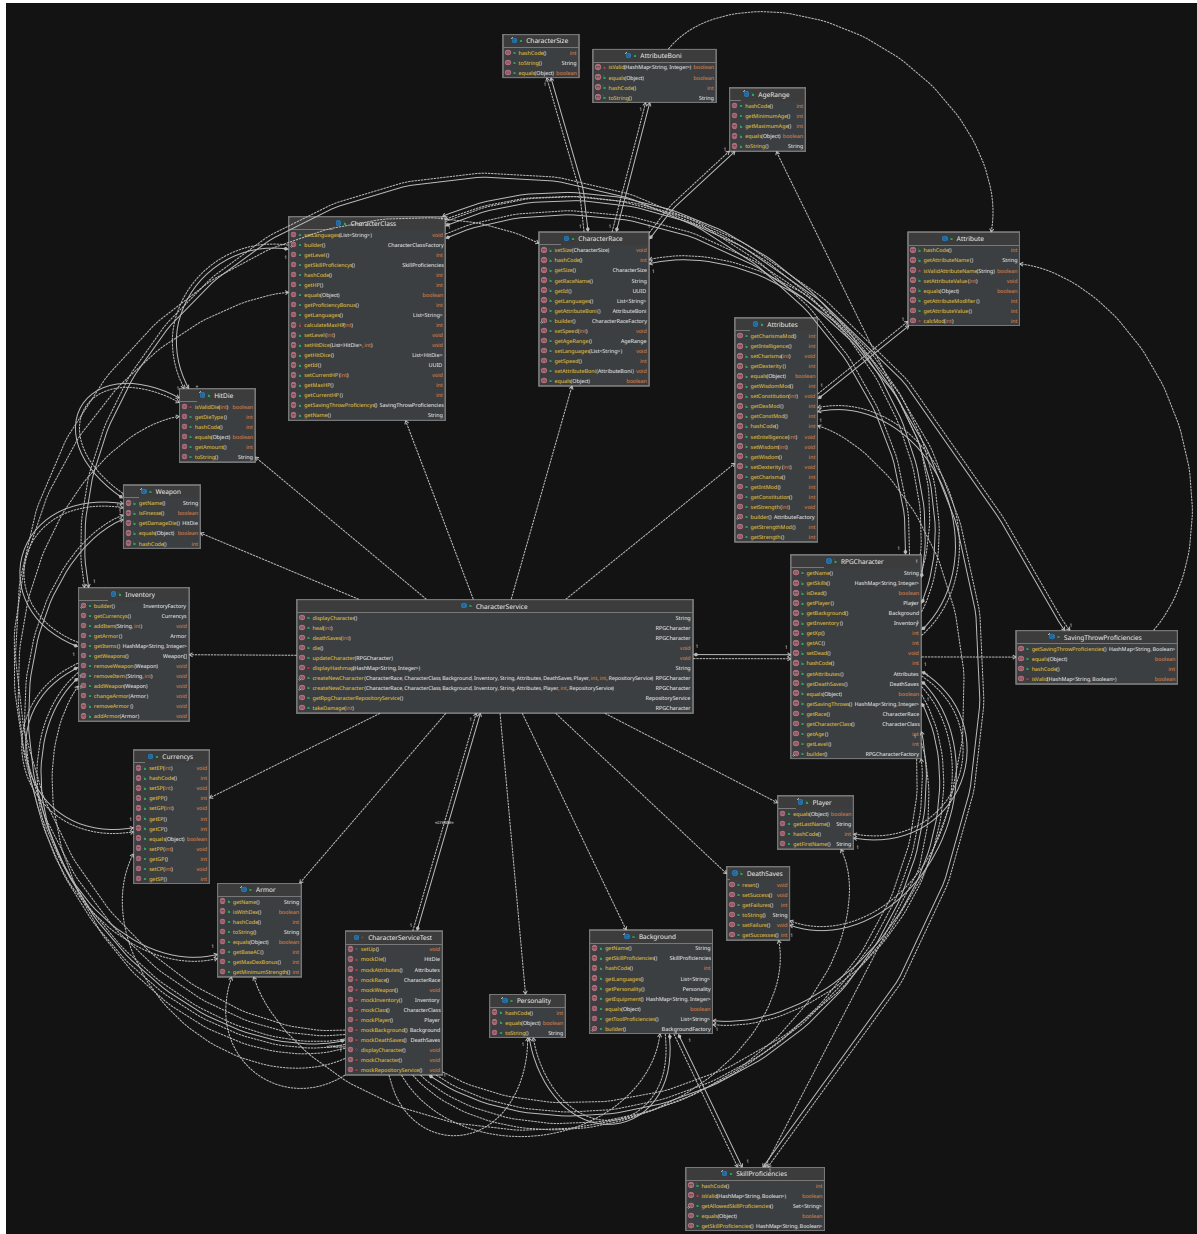 CharacterSize
hashCode() int
toString() String
equals(Object) boolean
AttributeBoni
isValid(HashMap<String, Integer>) boolean
equals(Object) boolean
hashCode() int
toString() String
AgeRange
hashCode() int
getMinimumAge() int
getMaximumAge() int
equals(Object) boolean
toString() String
CharacterClass
setLanguages(List<String>) void
builder() CharacterClassFactory
getLevel() int
getSkillProficiencys() SkillProficiencies
hashCode() int
getHP() int
equals(Object) boolean
getProficiencyBonus() int
getLanguages() List<String>
calculateMaxHP(int) int
setLevel(int) void
setHitDice(List<HitDie>, int) void
getHitDice() List<HitDie>
getId() UUID
setCurrentHP(int) void
getMaxHP() int
getCurrentHP() int
getSavingThrowProficiencys() SavingThrowProficiencies
getName() String
CharacterRace
setSize(CharacterSize) void
hashCode() int
getSize() CharacterSize
getRaceName() String
getId() UUID
getLanguages() List<String>
getAttributeBoni() AttributeBoni
builder() CharacterRaceFactory
setSpeed(int) void
getAgeRange() AgeRange
setLanguages(List<String>) void
getSpeed() int
setAttributeBoni(AttributeBoni) void
equals(Object) boolean
Attribute
hashCode() int
getAttributeName() String
isValidAttributeName(String) boolean
setAttributeValue(int) void
equals(Object) boolean
getAttributeModifier() int
getAttributeValue() int
calcMod(int) int
Attributes
getCharismaMod() int
getIntelligence() int
setCharisma(int) void
getDexterity() int
equals(Object) boolean
getWisdomMod() int
setConstitution(int) void
getDexMod() int
getConstMod() int
hashCode() int
setIntelligence(int) void
setWisdom(int) void
getWisdom() int
setDexterity(int) void
getCharisma() int
getIntMod() int
getConstitution() int
setStrength(int) void
builder() AttributeFactory
getStrengthMod() int
getStrength() int
HitDie
isValidDie(int) boolean
getDieType() int
hashCode() int
equals(Object) boolean
getAmount() int
toString() String
Weapon
getName() String
isFinesse() boolean
getDamageDie() HitDie
equals(Object) boolean
hashCode() int
RPGCharacter
getName() String
getSkills() HashMap<String, Integer>
isDead() boolean
getPlayer() Player
getBackground() Background
getInventory() Inventory
getXp() int
getAC() int
setDead() void
hashCode() int
getAttributes() Attributes
getDeathSaves() DeathSaves
equals(Object) boolean
getSavingThrows() HashMap<String, Integer>
getRace() CharacterRace
getCharacterClass() CharacterClass
getAge() int
getLevel() int
builder() RPGCharacterFactory
Inventory
builder() InventoryFactory
getCurrencys() Currencys
addItem(String, int) void
getArmor() Armor
getItems() HashMap<String, Integer>
getWeapons() Weapon[]
removeWeapon(Weapon) void
removeItem(String, int) void
addWeapon(Weapon) void
changeArmor(Armor) void
removeArmor() void
addArmor(Armor) void
CharacterService
displayCharacter() String
heal(int) RPGCharacter
deathSaves(int) RPGCharacter
die() void
updateCharacter(RPGCharacter) void
displayHashmap(HashMap<String, Integer>) String
createNewCharacter(CharacterRace, CharacterClass, Background, Inventory, String, Attributes, DeathSaves, Player, int, int, RepositoryService) RPGCharacter
createNewCharacter(CharacterRace, CharacterClass, Background, Inventory, String, Attributes, Player, int, RepositoryService) RPGCharacter
getRpgCharacterRepositoryService() RepositoryService
takeDamage(int) RPGCharacter
SavingThrowProficiencies
getSavingThrowProficiencies() HashMap<String, Boolean>
equals(Object) boolean
hashCode() int
isValid(HashMap<String, Boolean>) boolean
Currencys
setEP(int) void
hashCode() int
setSP(int) void
getPP() int
setGP(int) void
getEP() int
getCP() int
equals(Object) boolean
setPP(int) void
getGP() int
setCP(int) void
getSP() int
Player
equals(Object) boolean
getLastName() String
hashCode() int
getFirstName() String
«create»
DeathSaves
reset() void
setSuccess() void
getFailures() int
toString() String
setFailure() void
getSuccesses() int
Armor
getName() String
isWithDex() boolean
hashCode() int
toString() String
equals(Object) boolean
getBaseAC() int
getMaxDexBonus() int
getMinimumStrength() int
CharacterServiceTest
setUp() void
mockDie() HitDie
mockAttributes() Attributes
mockRace() CharacterRace
mockWeapon() void
mockInventory() Inventory
mockClass() CharacterClass
mockPlayer() Player
mockBackground() Background
mockDeathSaves() DeathSaves
displayCharacter() void
mockCharacter() void
mockRepositoryService() void
Background
getName() String
getSkillProficiencies() SkillProficiencies
hashCode() int
getLanguages() List<String>
getPersonality() Personality
getEquipment() HashMap<String, Integer>
equals(Object) boolean
getToolProficiencies() List<String>
builder() BackgroundFactory
Personality
hashCode() int
equals(Object) boolean
toString() String
SkillProficiencies
hashCode() int
isValid(HashMap<String, Boolean>) boolean
getAllowedSkillProficiencies() Set<String>
equals(Object) boolean
getSkillProficiencies() HashMap<String, Boolean>